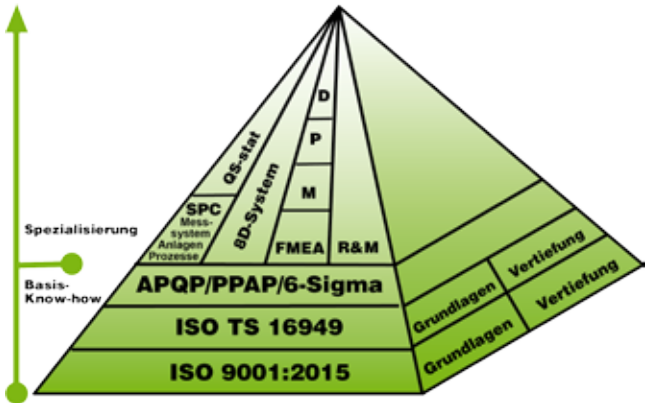 D
P
M
FMEA
R&M
QS-stat
8D-System
SPC
Mess-
system
Anlagen
Prozesse
Spezialisierung
Basis-
Know-how
APQP/PPAP/6-Sigma
ISO TS 16949
ISO 9001:2015
Grundlagen
Vertiefung
Grundlagen
Vertiefung